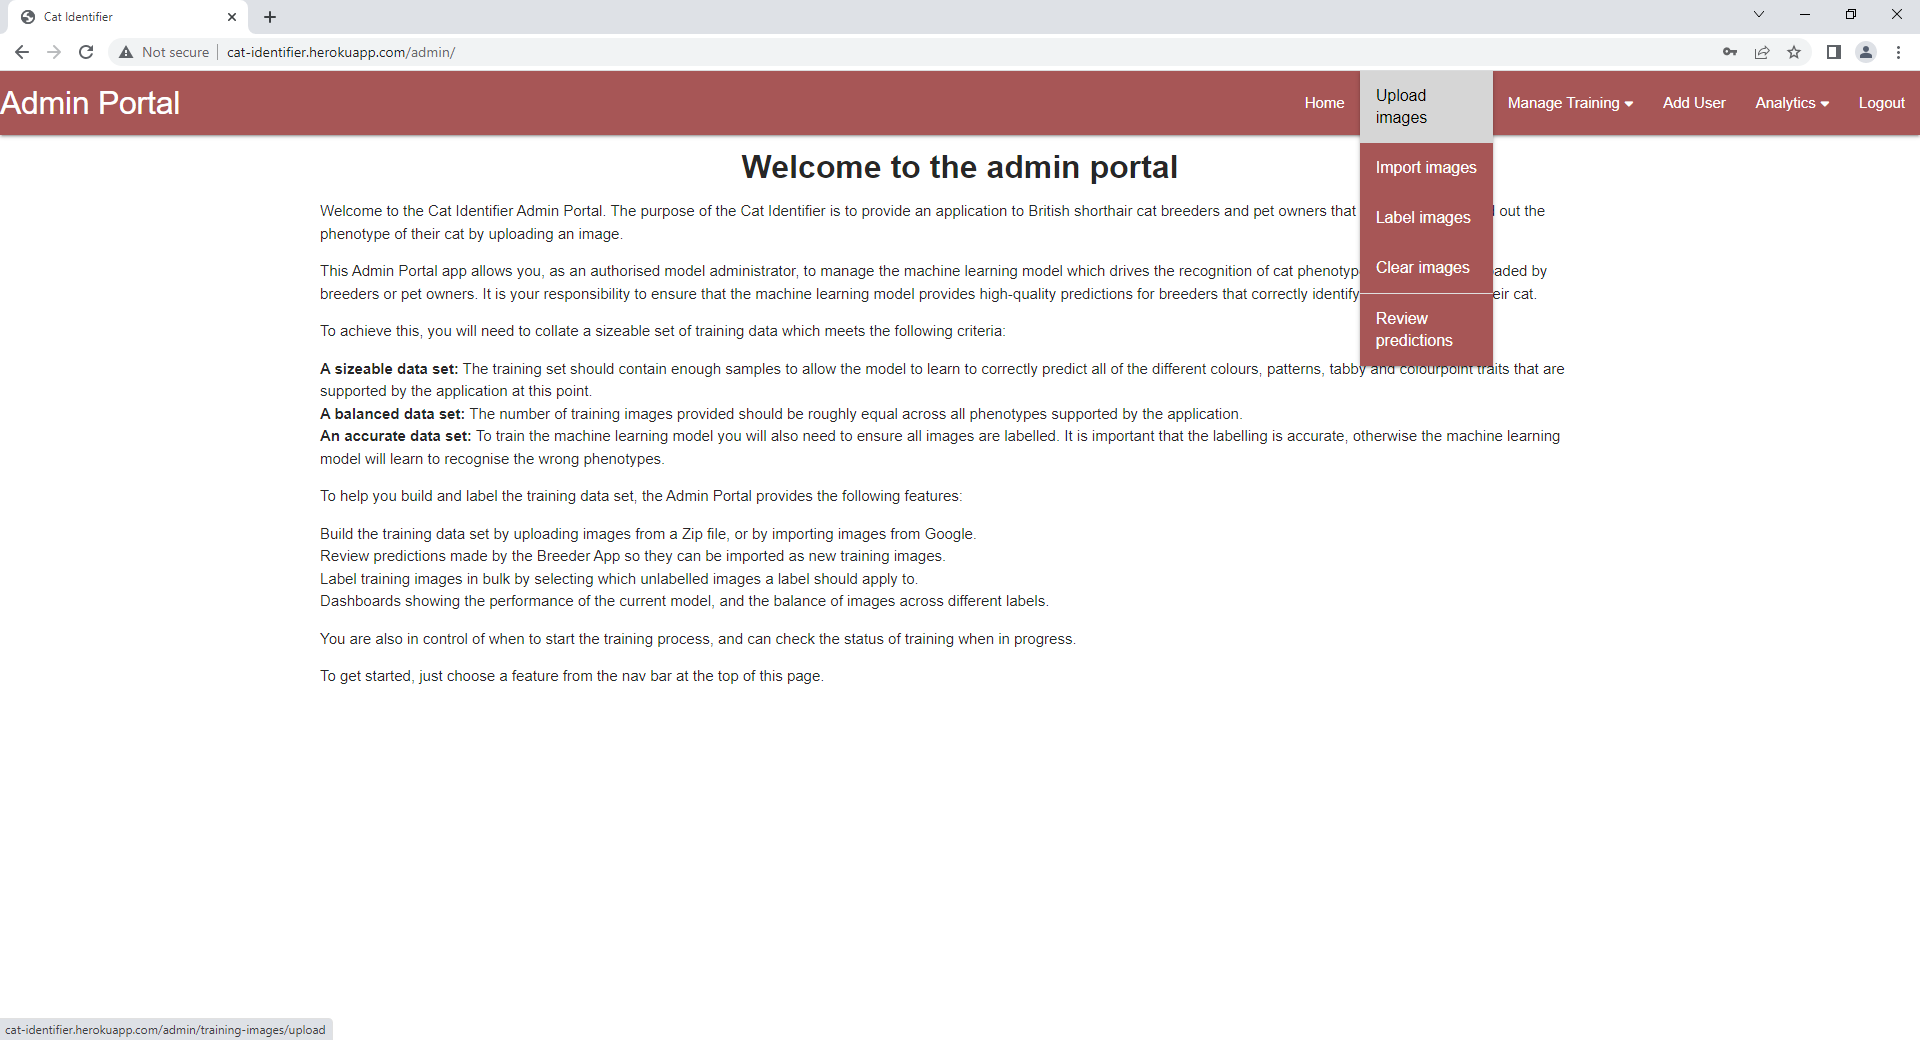 Cat Identifier
Not secure
cat-identifier.herokuapp.com/admin/
Admin Portal
Home
Upload
images
Manage Training
Add User
Analytics
Logout
Import images
Label images
Clear images
Review
predictions
Welcome to the admin portal
Welcome to the Cat Identifier Admin Portal. The purpose of the Cat Identifier is to provide an application to British shorthair cat breeders and pet owners that out the
phenotype of their cat by uploading an image.
This Admin Portal app allows you, as an authorised model administrator, to manage the machine learning model which drives the recognition of cat by
breeders or pet owners. It is your responsibility to ensure that the machine learning model provides high-quality predictions for breeders that correctly identify cat.
To achieve this, you will need to collate a sizeable set of training data which meets the following criteria:
A sizeable data set: The training set should contain enough samples to allow the model to learn to correctly predict all of the different colours, patterns, tabby and colourpoint traits that are
supported by the application at this point.
A balanced data set: The number of training images provided should be roughly equal across all phenotypes supported by the application.
An accurate data set: To train the machine learning model you will also need to ensure all images are labelled. It is important that the labelling is accurate, otherwise the machine learning
model will learn to recognise the wrong phenotypes.
To help you build and label the training data set, the Admin Portal provides the following features:
Build the training data set by uploading images from a Zip file, or by importing images from Google.
Review predictions made by the Breeder App so they can be imported as new training images.
Label training images in bulk by selecting which unlabelled images a label should apply to.
Dashboards showing the performance of the current model, and the balance of images across different labels.
You are also in control of when to start the training process, and can check the status of training when in progress.
To get started, just choose a feature from the nav bar at the top of this page.
cat-identifier.herokuapp.com/admin/training-images/upload